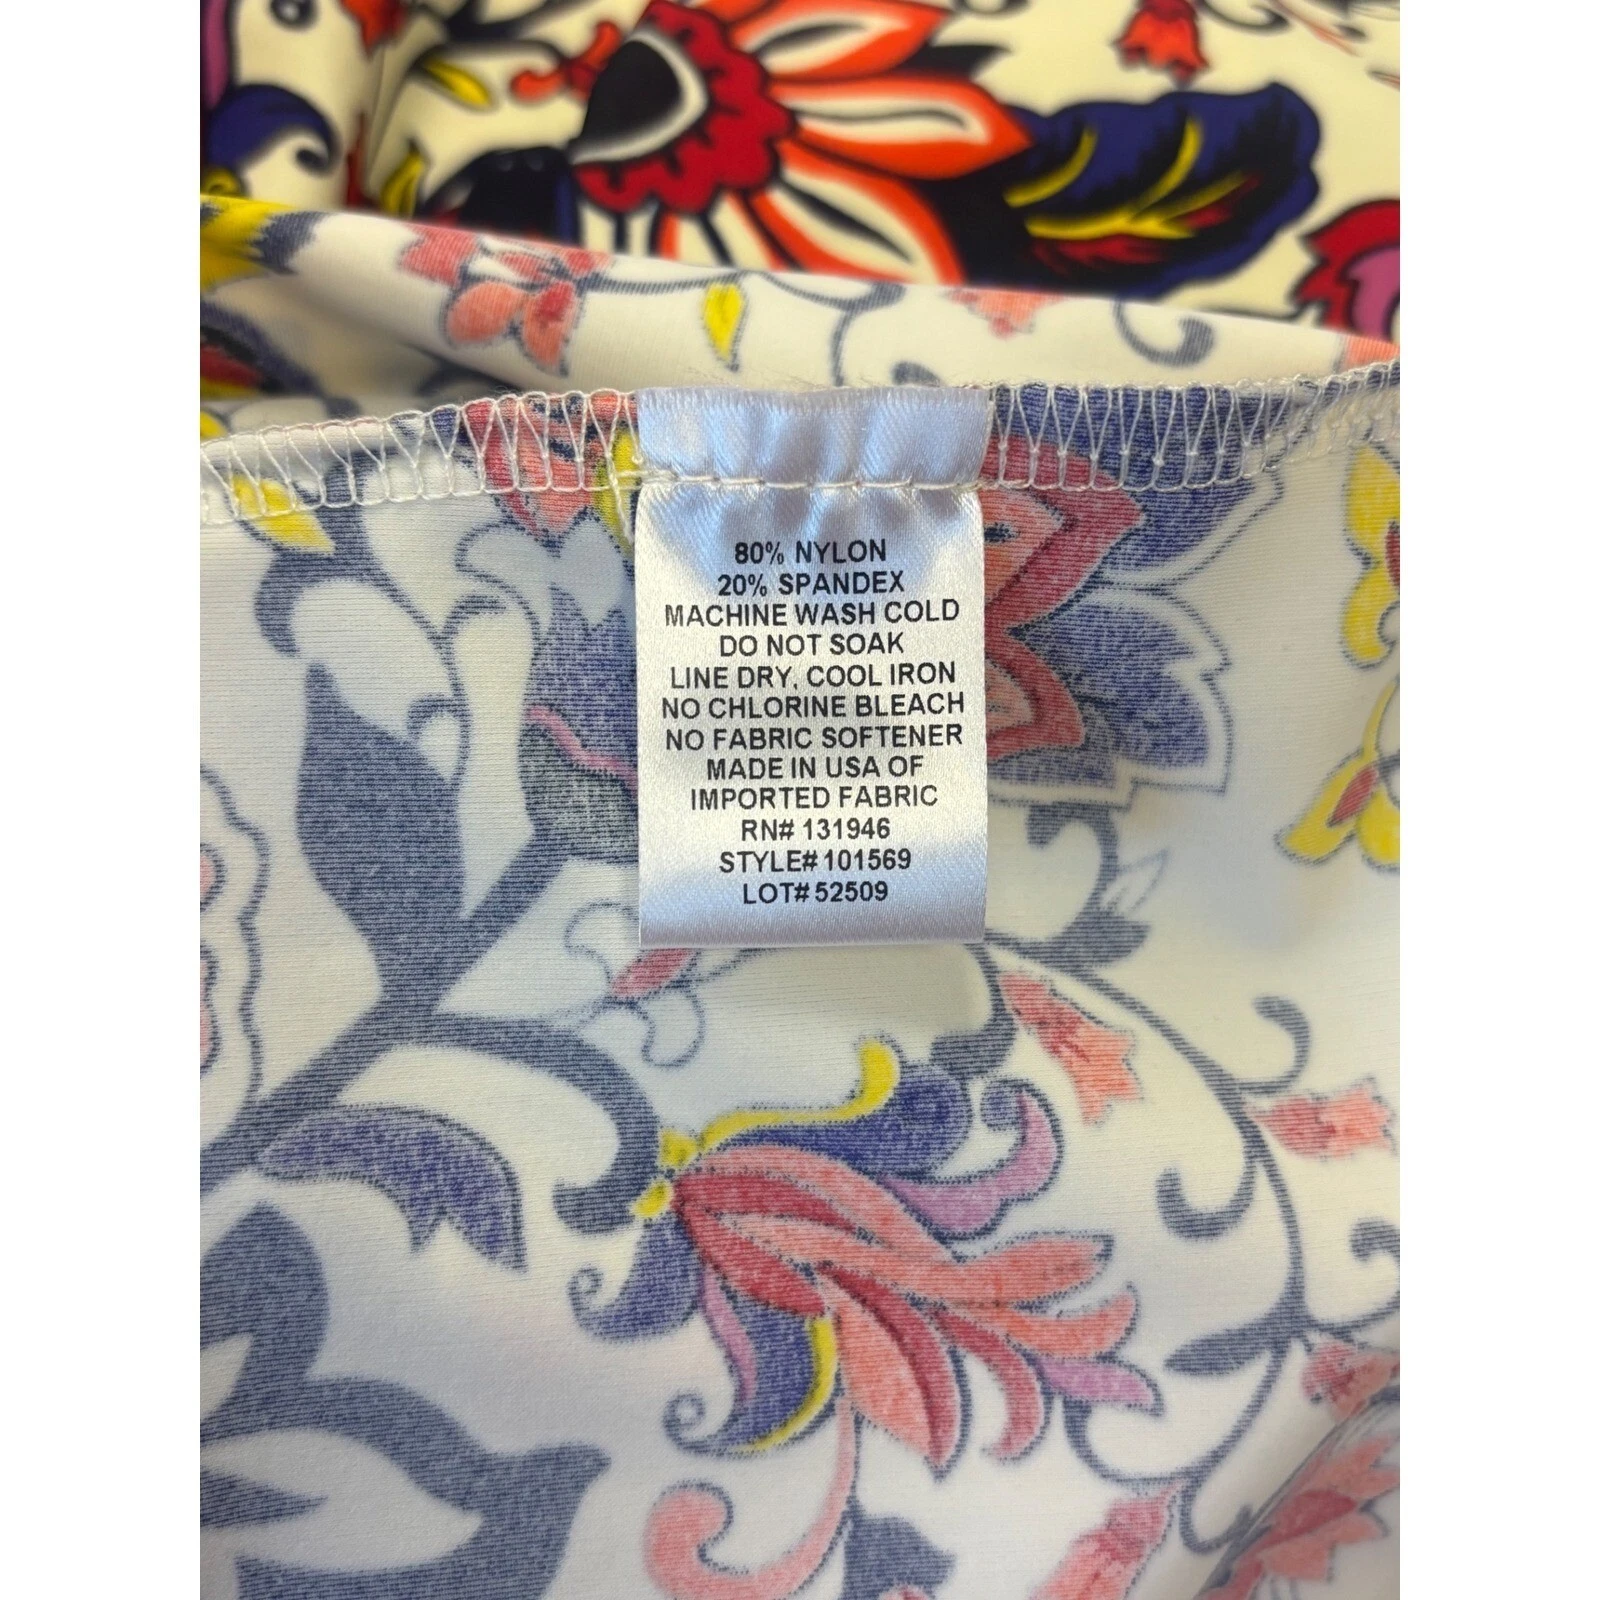 80% NYLON
20% SPANDEX
MACHINE WASH COLD
DO NOT SOAK
LINE DRY, COOL IRON
NO CHLORINE BLEACH
NO FABRIC SOFTENER
MADE IN USA OF
IMPORTED FABRIC
RN# 131946
STYLE# 101569
LOT# 52509